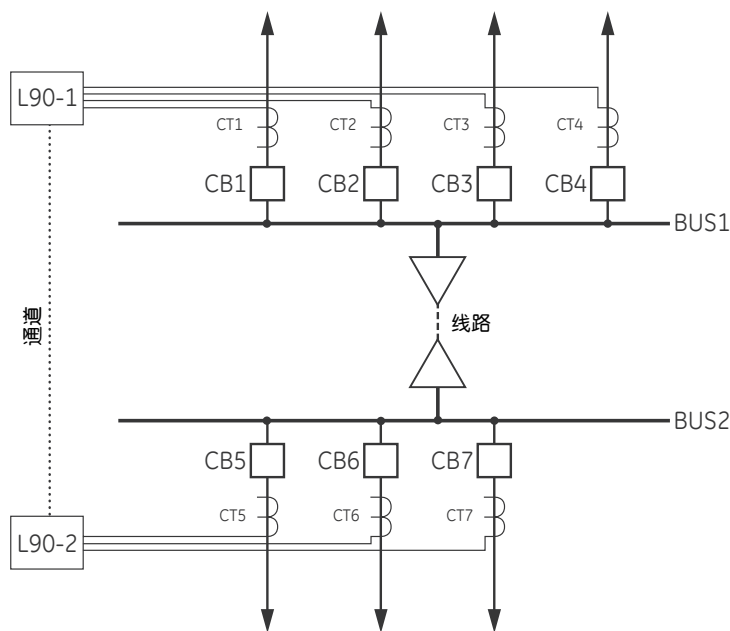 L90-1
CT1
CT2
CT3
CT4
CB1
CB2
CB3
CB4
BUS1
通道
线路
BUS2
CB5
CB6
CB7
CT5
CT6
CT7
L90-2